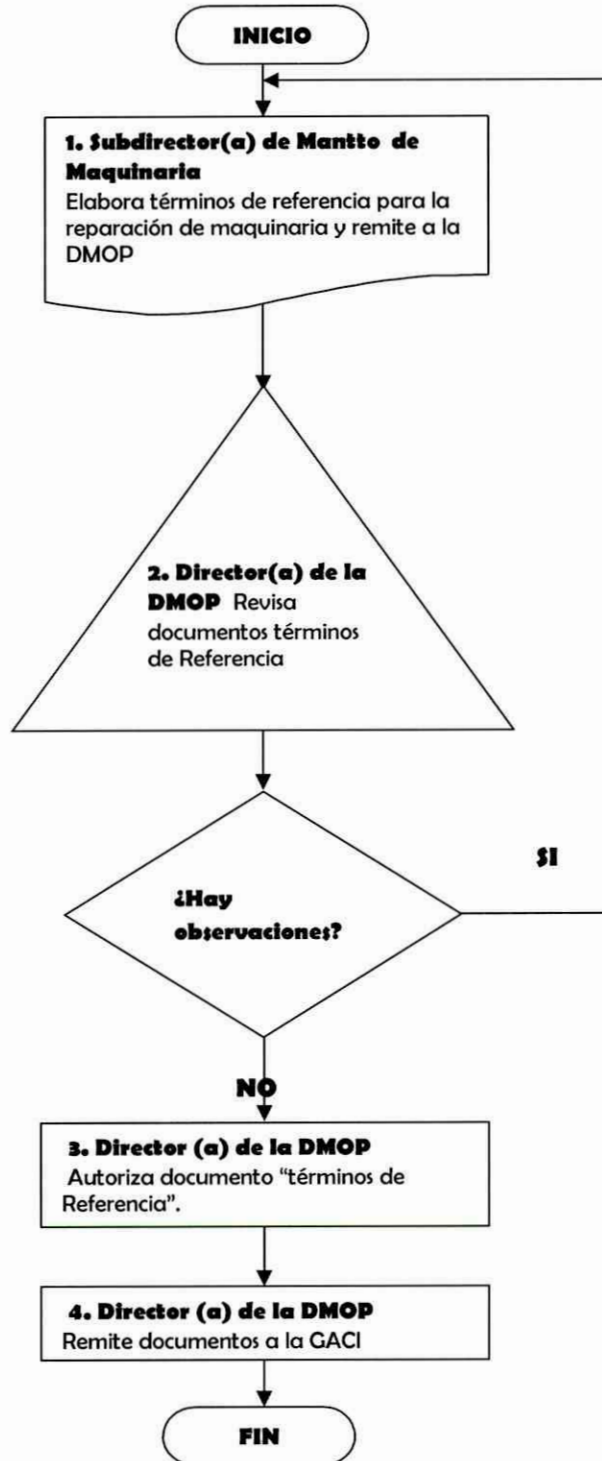 INICIO
1. Subdirector(a) de Mantto de
Maquinaria
Elabora términos de referencia para la
reparación de maquinaria y remite a la
DMOP
2. Director(a) de la
DMOP Revisa
documentos términos
de Referencia
¿Hay
observaciones?
SI
NO
3. Director (a) de la DMOP
Autoriza documento “términos de
Referencia”.
4. Director (a) de la DMOP
Remite documentos a la GACI
FIN